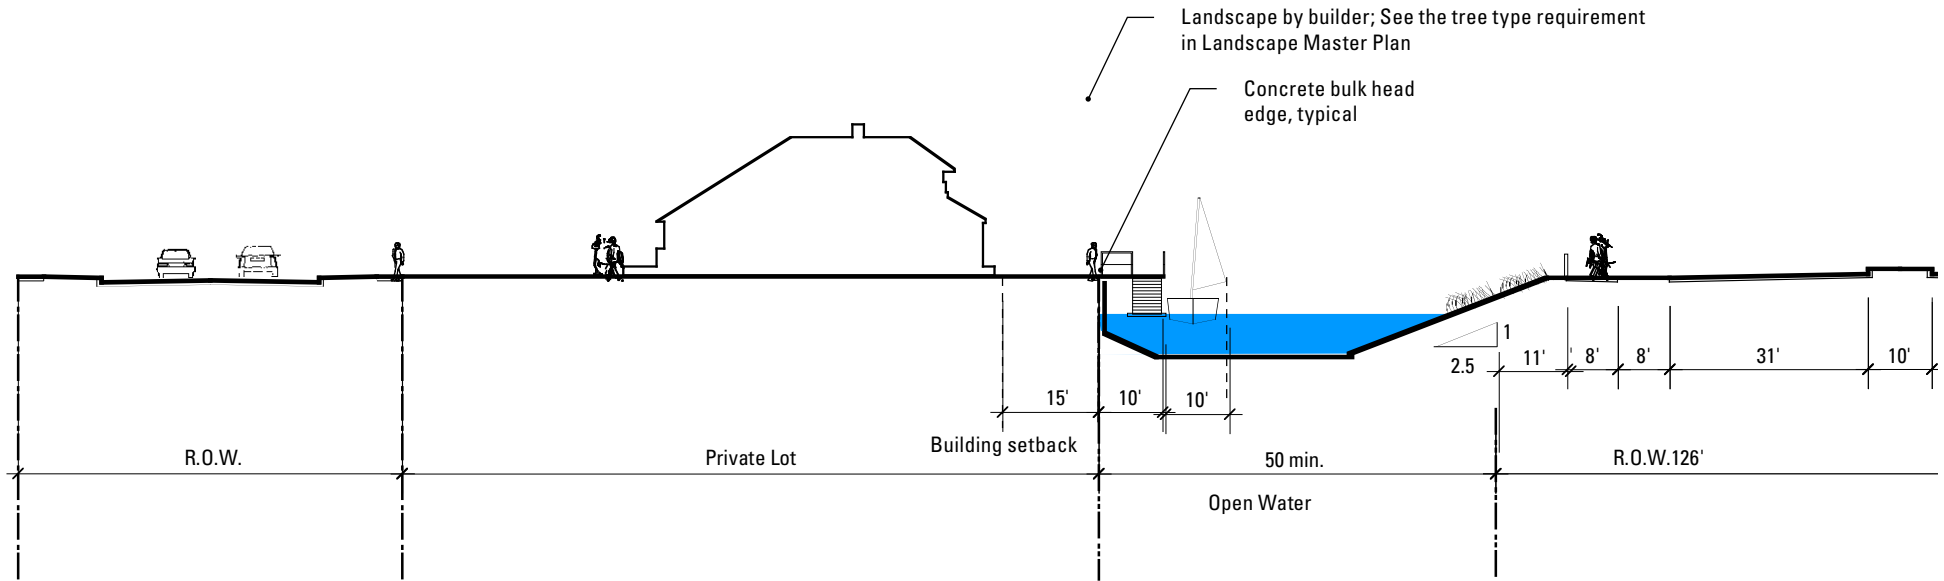 Landscape by builder; See the tree type requirement
in Landscape Master Plan
Concrete bulk head
edge, typical
1
2.5
11'
' 8'
8'
31'
10'
15'
10'
10'
Building setback
R.O.W.
Private Lot
50 min.
R.O.W.126'
Open Water